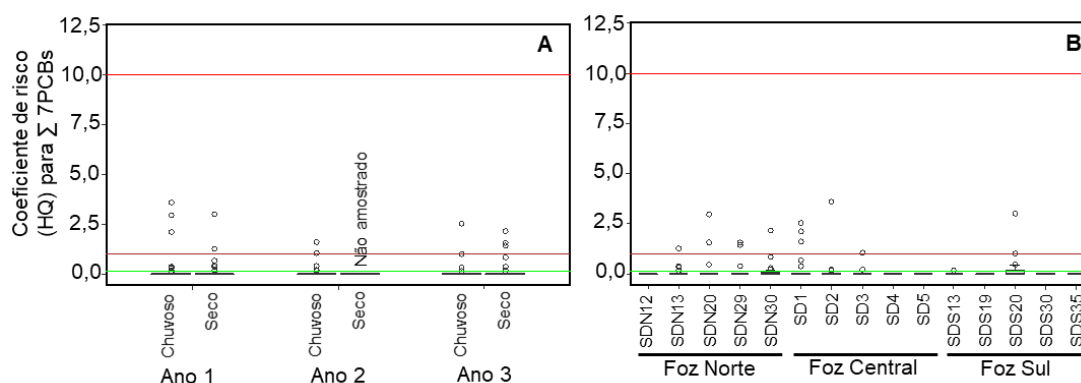 Coeficiente de risco
(HQ) para ∑ 7PCBs
12,5
10,0
7,5
5,0
2,5
0,0
A
Não amostrado
Chuvoso
Seco
Chuvoso
Seco
Chuvoso
Seco
Ano 1
Ano 2
Ano 3
12,5
10,0
7,5
5,0
2,5
0,0
B
SDN12
SDN13
SDN20
SDN29
SDN30
SD1
SD2
SD3
SD4
SD5
SDS13
SDS19
SDS20
SDS30
SDS35
Foz Norte
Foz Central
Foz Sul